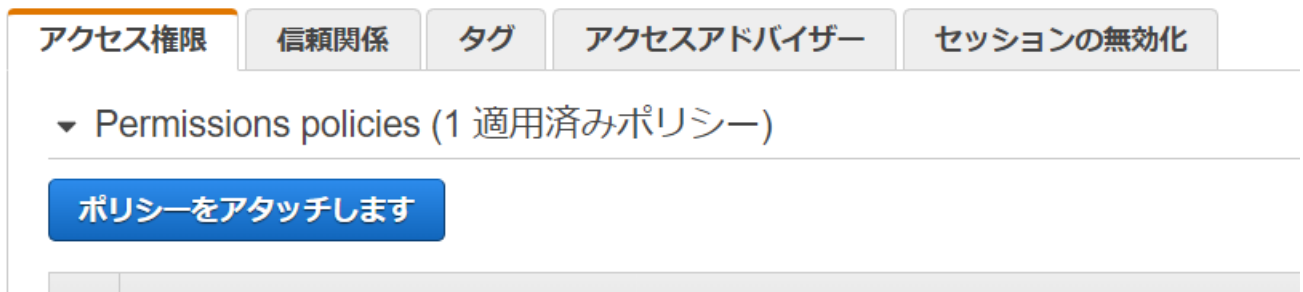 アクセス権限 信頼関係 タグ アクセスアドバイザー セッションの無効化
Permissions policies (1 適用済みポリシー)
ポリシーをアタッチします